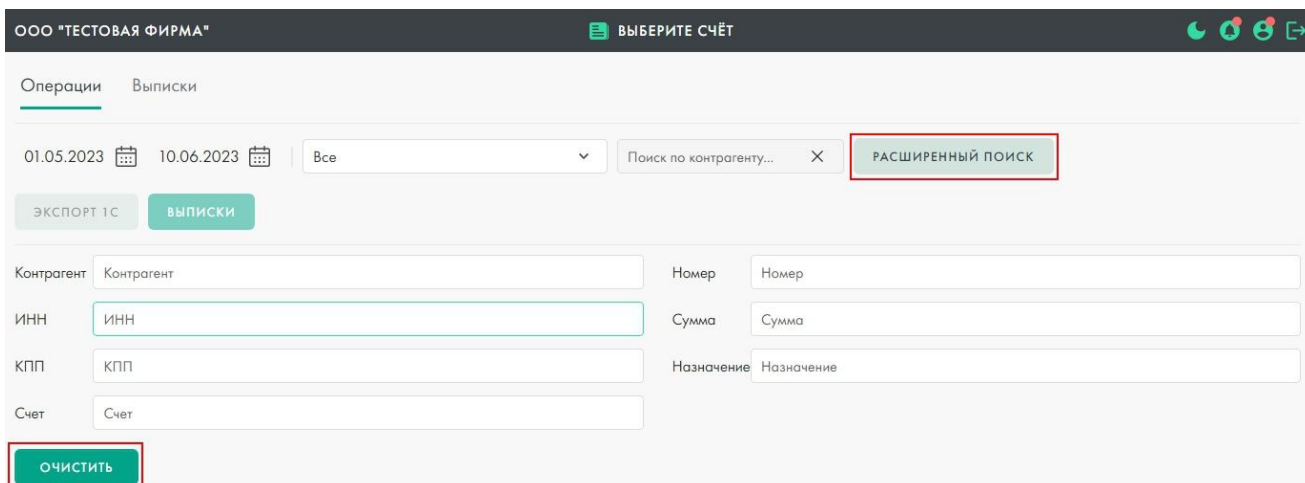 ООО "ТЕСТОВАЯ ФИРМА" ВЫБЕРИТЕ СЧЁТ
Операции Выписки
01.05.2023 10.06.2023 Все Поиск по контрагенту... РАСШИРЕННЫЙ ПОИСК
ЭКСПОРТ 1С ВЫПИСКИ
Контрагент Контрагент Номер Номер
ИНН ИНН Сумма Сумма
КПП КПП Назначение Назначение
Счет Счет
ОЧИСТИТЬ